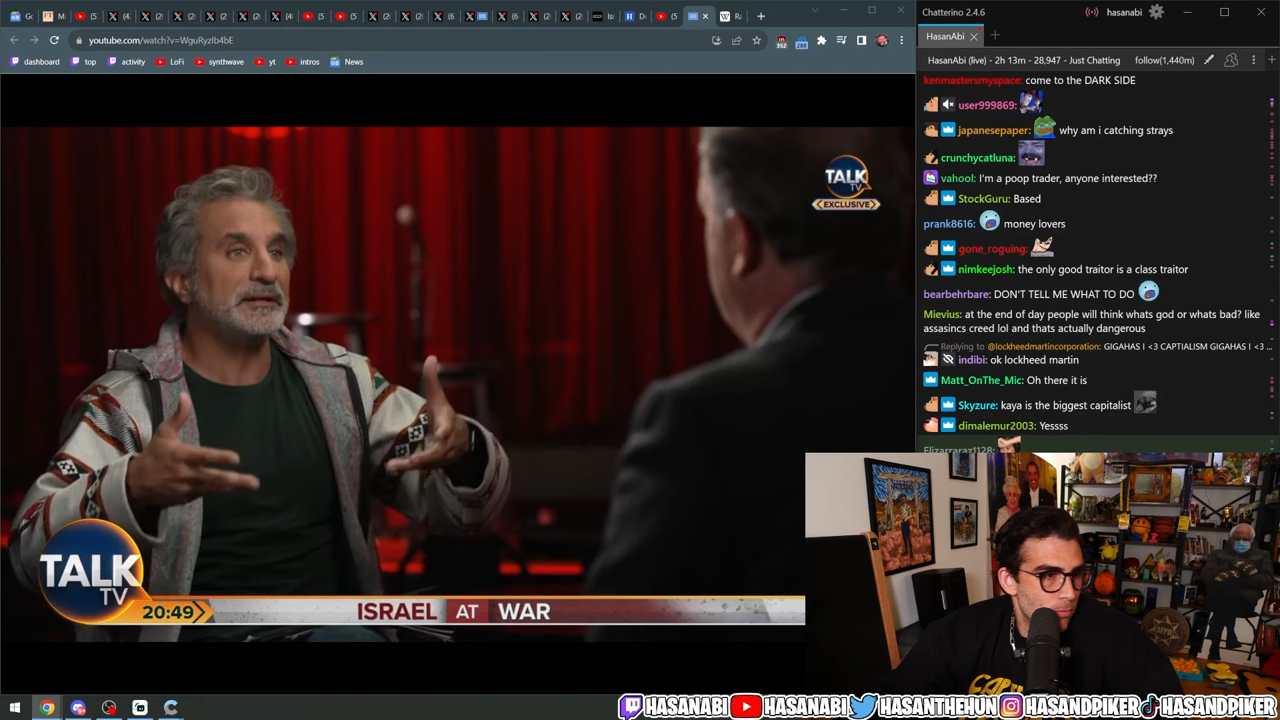 youtube.com/watch?v=WguRyzlb4bE
dashboard
top
activity
LoFi
synthwave
yt
intros
News
352
280
TALK
TV
EXCLUSIVE
TALK
TV
20:49
ISRAEL AT WAR
Chatterino 2.4.6
hasanabi
HasanAbi
HasanAbi (live) - 2h 13m - 28,947 - Just Chatting
follow(1,440m)
kenmastersmyspace: come to the DARK SIDE
user999869:
japanesepaper: why am i catching strays
crunchycatluna:
vahool: I'm a poop trader, anyone interested??
StockGuru: Based
prank8616: money lovers
gone_roguing:
nimkeejosh: the only good traitor is a class traitor
bearbehrbare: DON'T TELL ME WHAT TO DO
Mievius: at the end of day people will think whats god or whats bad? like
assasincs creed lol and thats actually dangerous
Replying to @lockheedmartincorporation: GIGAHAS I <3 CAPTIALISM GIGAHAS I <3 ...
indibi: ok lockheed martin
Matt_OnThe_Mic: Oh there it is
Skyzure: kaya is the biggest capitalist
dimalemur2003: Yessss
Elizarraraz1128:
HASANABI HASANABI HASANTHEHUN HASANDPIKER HASANDPIKER